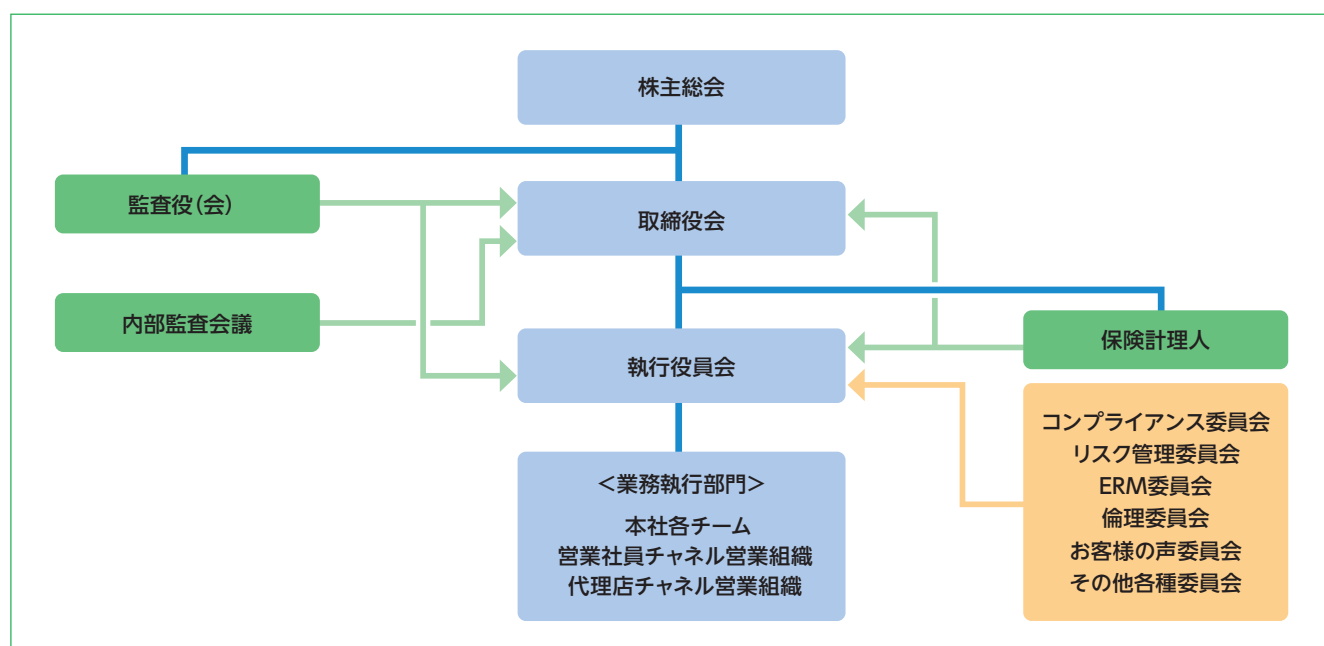 株主総会
監査役（会）
取締役会
内部監査会議
保険計理人
執行役員会
コンプライアンス委員会
リスク管理委員会
ERM委員会
倫理委員会
お客様の声委員会
その他各種委員会
＜業務執行部門＞
本社各チーム
営業社員チャネル営業組織
代理店チャネル営業組織